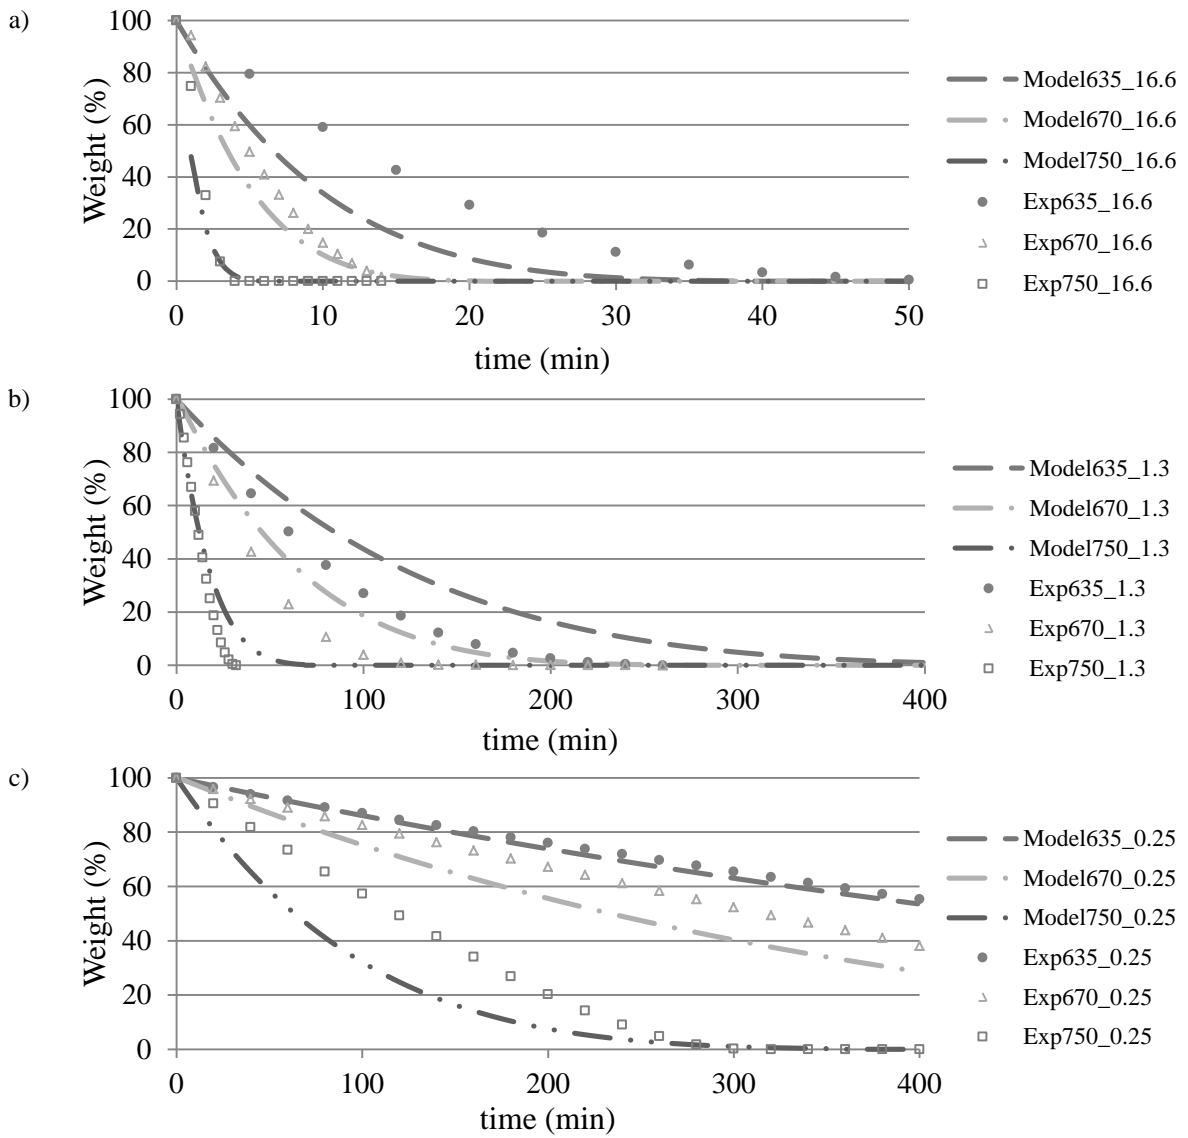 a)
100
80
60
40
20
0
Weight (%)
0 10 20 30 40 50
time (min)
Model635_16.6
Model670_16.6
Model750_16.6
Exp635_16.6
Exp670_16.6
Exp750_16.6
b)
100
80
60
40
20
0
Weight (%)
0 100 200 300 400
time (min)
Model635_1.3
Model670_1.3
Model750_1.3
Exp635_1.3
Exp670_1.3
Exp750_1.3
c)
100
80
60
40
20
0
Weight (%)
0 100 200 300 400
time (min)
Model635_0.25
Model670_0.25
Model750_0.25
Exp635_0.25
Exp670_0.25
Exp750_0.25